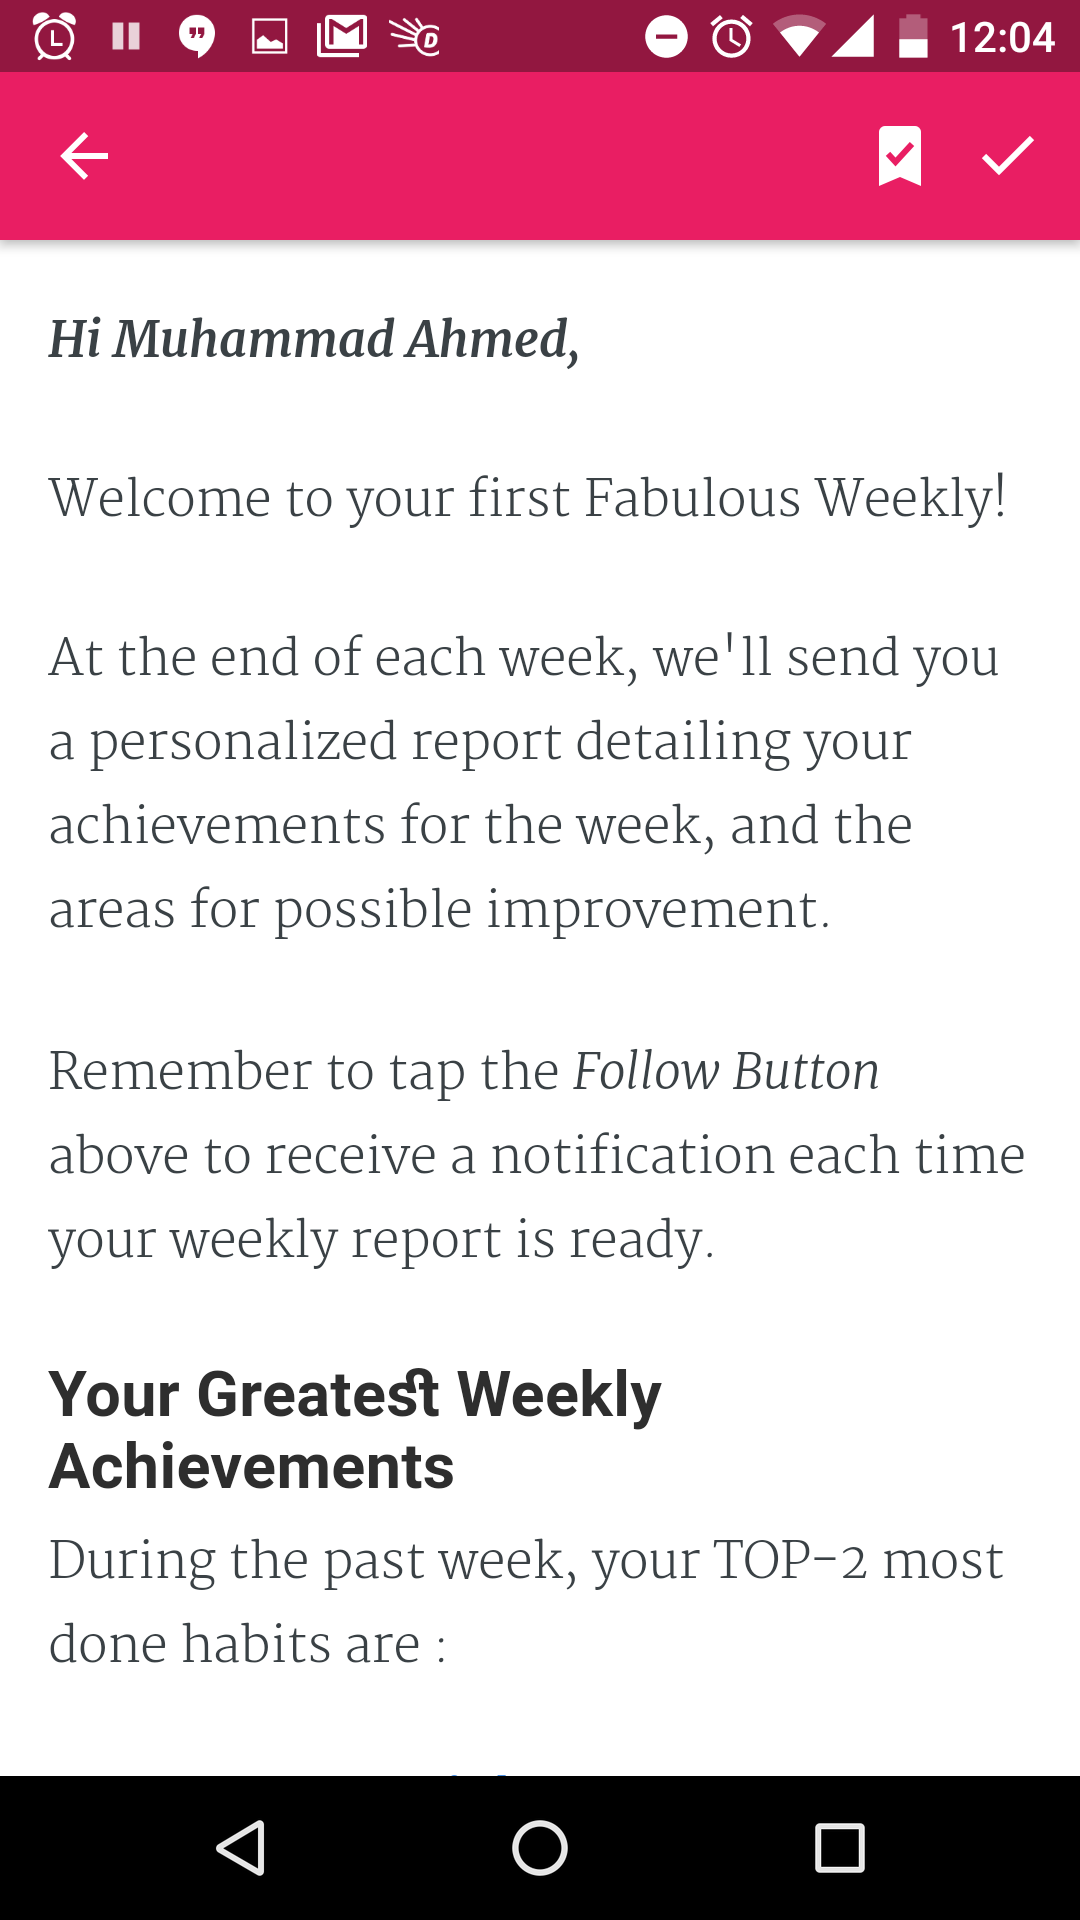 12:04
Hi Muhammad Ahmed,
Welcome to your first Fabulous Weekly!
At the end of each week, we'll send you
a personalized report detailing your
achievements for the week, and the
areas for possible improvement.
Remember to tap the Follow Button
above to receive a notification each time
your weekly report is ready.
Your Greatest Weekly
Achievements
During the past week, your TOP-2 most
done habits are :